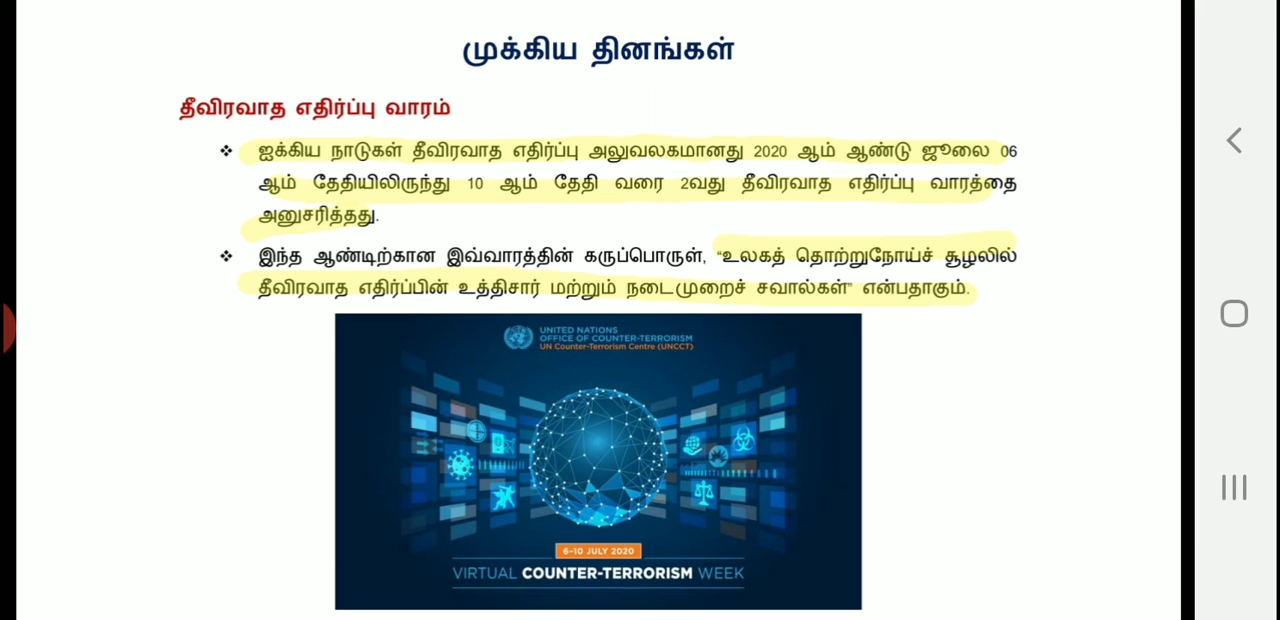 முக்கிய தினங்கள்
தீவிரவாத எதிர்ப்பு வாரம்
❖ ஐக்கிய நாடுகள் தீவிரவாத எதிர்ப்பு அலுவலகமானது 2020 ஆம் ஆண்டு ஜூலை 06
ஆம் தேதியிலிருந்து 10 ஆம் தேதி வரை 2வது தீவிரவாத எதிர்ப்பு வாரத்தை
அனுசரித்தது.
❖ இந்த ஆண்டிற்கான இவ்வாரத்தின் கருப்பொருள், “உலகத் தொற்றுநோய்ச் சூழலில்
தீவிரவாத எதிர்ப்பின் உத்திசார் மற்றும் நடைமுறைச் சவால்கள்” என்பதாகும்.
UNITED NATIONS
OFFICE OF COUNTER-TERRORISM
UN Counter-Terrorism Centre (UNCCT)
6-10 JULY 2020
VIRTUAL COUNTER-TERRORISM WEEK